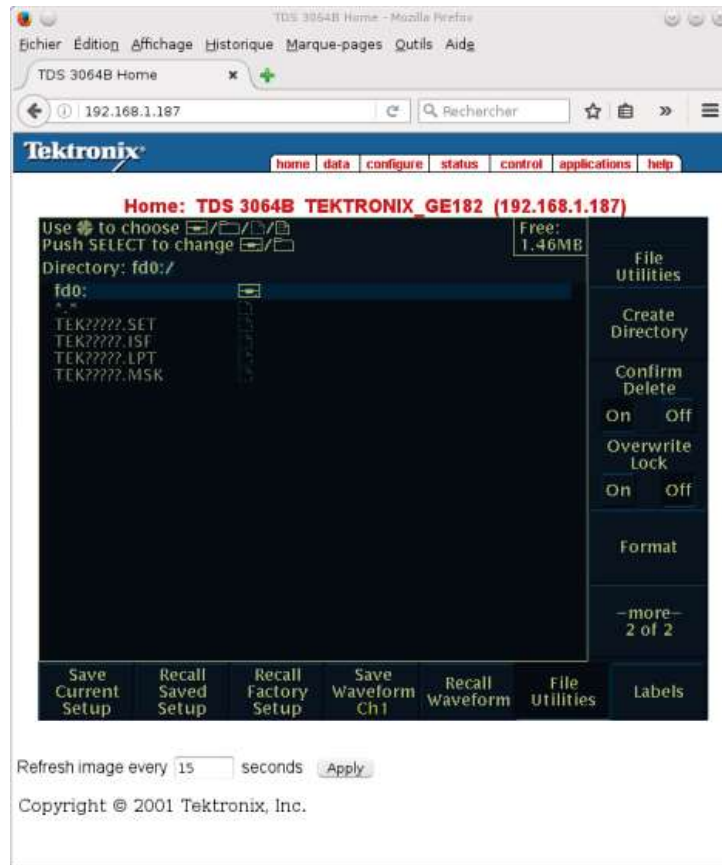 TDS 3064B Home - Mozilla Firefox
Fichier Édition Affichage Historique Marque-pages Outils Aide
TDS 3064B Home
192.168.1.187
Rechercher
Tektronix
home data configure status control applications help
Home: TDS 3064B TEKTRONIX_GE182 (192.168.1.187)
Use to choose / / /
Push SELECT to change /
Free:
1.46MB
Directory: fd0:/
fd0:
*.*
TEK?????.SET
TEK?????.ISF
TEK?????.LPT
TEK?????.MSK
File
Utilities
Create
Directory
Confirm
Delete
On Off
Overwrite
Lock
On Off
Format
-more-
2 of 2
Save
Current
Setup
Recall
Saved
Setup
Recall
Factory
Setup
Save
Waveform
Ch1
Recall
Waveform
File
Utilities
Labels
Refresh image every 15 seconds Apply
Copyright © 2001 Tektronix, Inc.